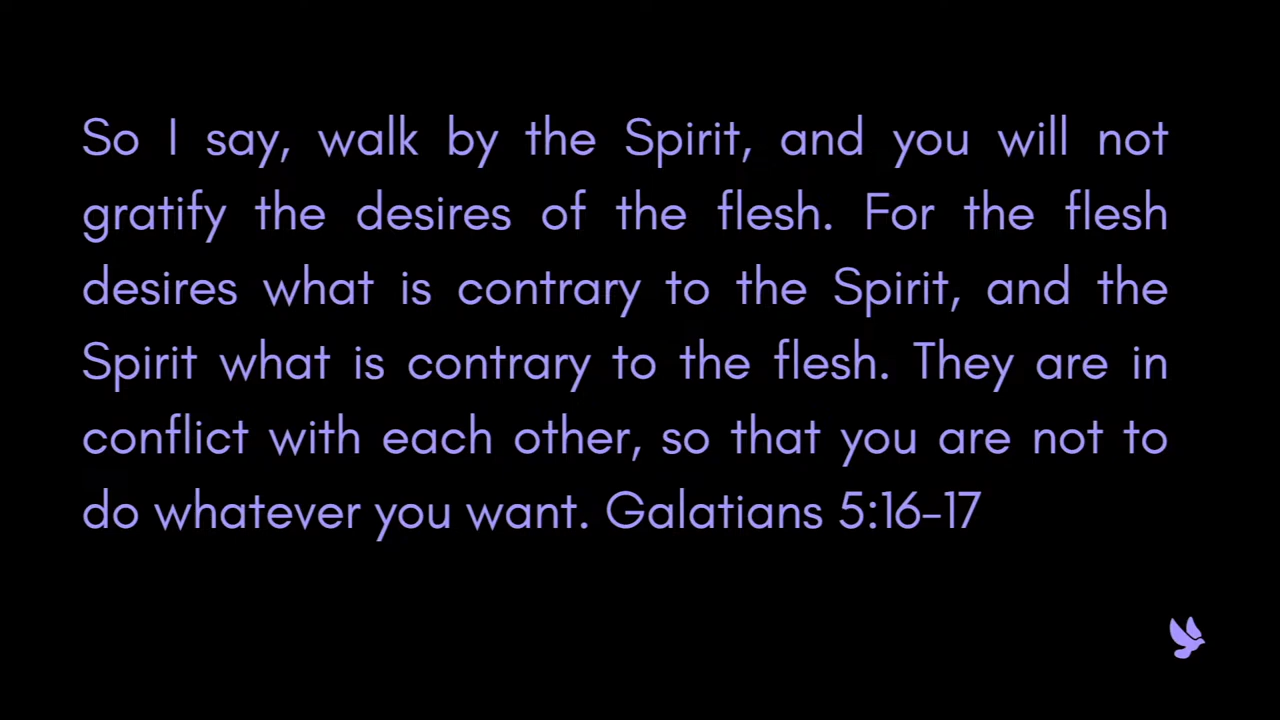 So I say, walk by the Spirit, and you will not
gratify the desires of the flesh. For the flesh
desires what is contrary to the Spirit, and the
Spirit what is contrary to the flesh. They are in
conflict with each other, so that you are not to
do whatever you want. Galatians 5:16–17